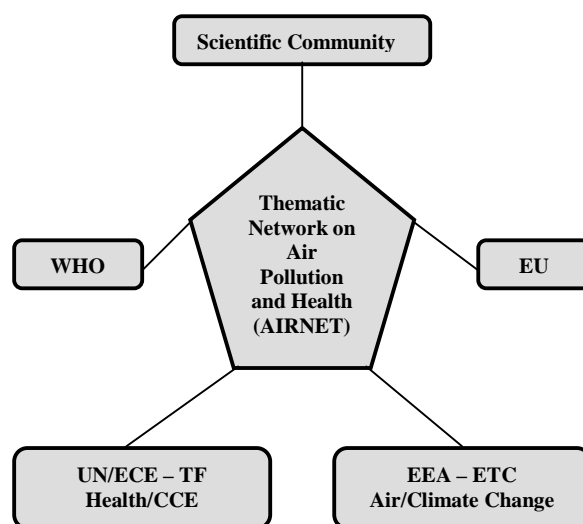 Scientific Community
Thematic
Network on
Air
Pollution
and Health
(AIRNET)
WHO
EU
UN/ECE – TF
Health/CCE
EEA – ETC
Air/Climate Change